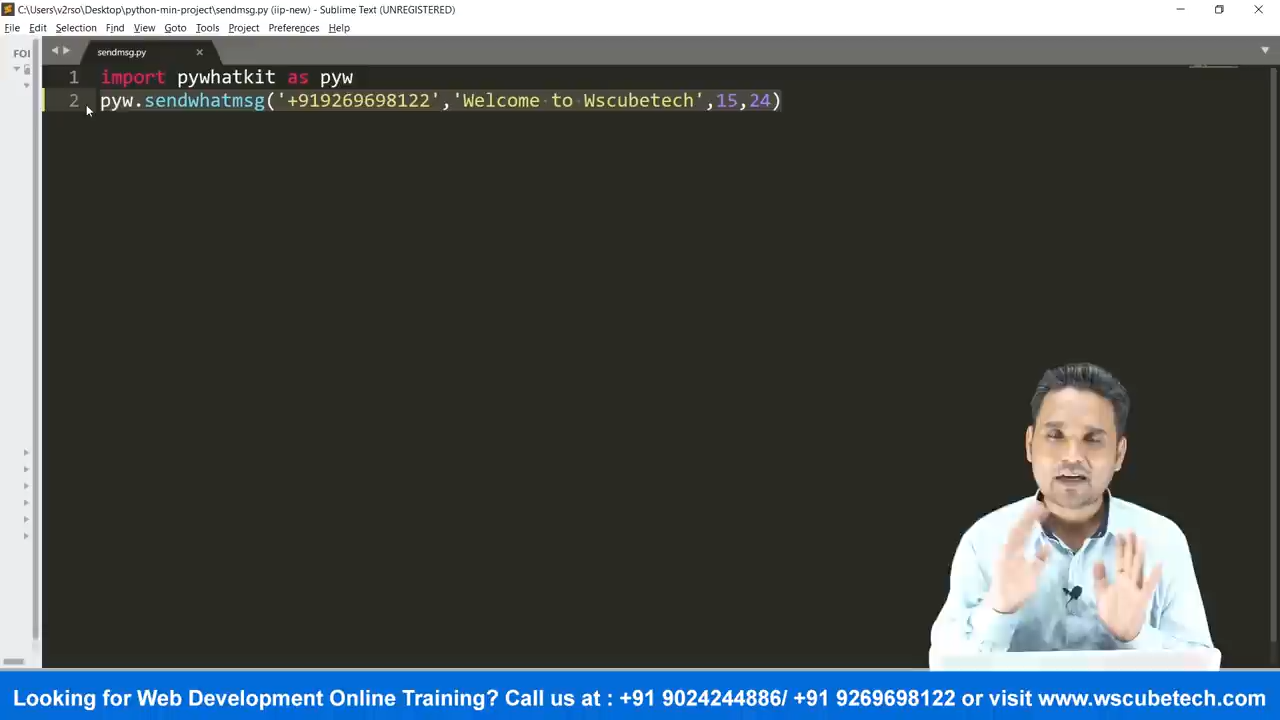 C:\Users\v2rso\Desktop\python-min-project\sendmsg.py (iip-new) - Sublime Text (UNREGISTERED)
File Edit Selection Find View Goto Tools Project Preferences Help
FOI
sendmsg.py
1 import pywhatkit as pyw
2 pyw.sendwhatmsg('+919269698122','Welcome to Wscubetech',15,24)
Looking for Web Development Online Training? Call us at : +91 9024244886/ +91 9269698122 or visit www.wscubetech.com